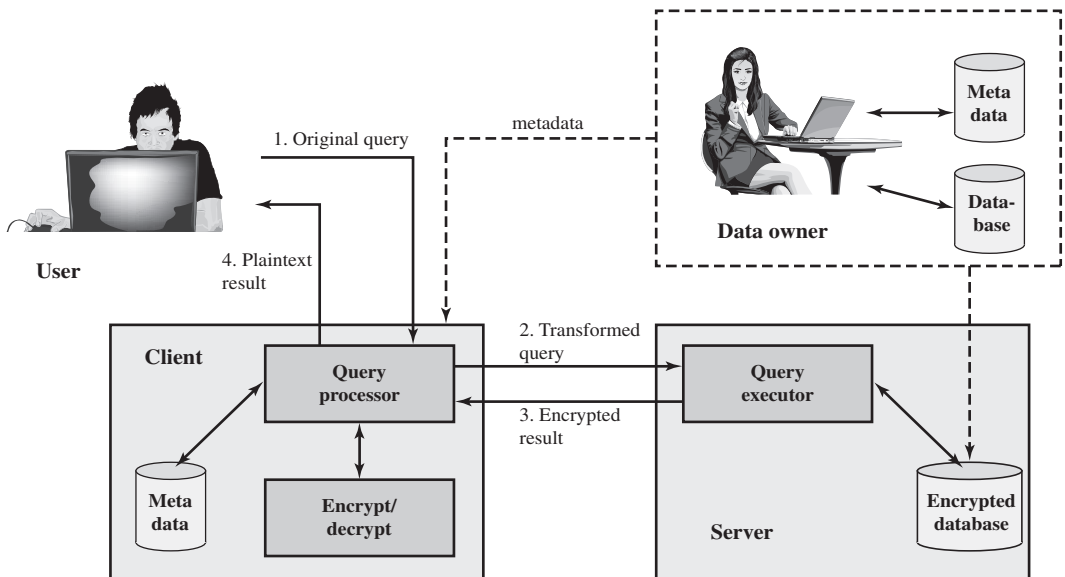 Meta
data
metadata
1. Original query
Data-
base
Data owner
User
4. Plaintext
result
Client
2. Transformed
query
Query
processor
Query
executor
3. Encrypted
result
Meta
data
Encrypt/
decrypt
Encrypted
database
Server